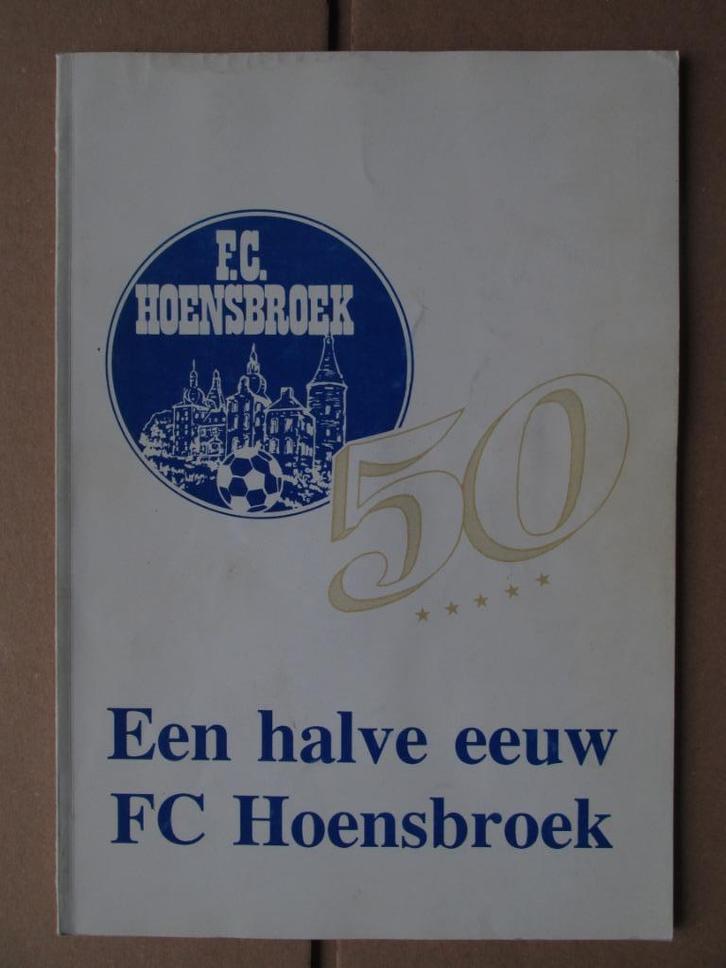 F.C.
HOENSBROEK
50
Een halve eeuw
FC Hoensbroek